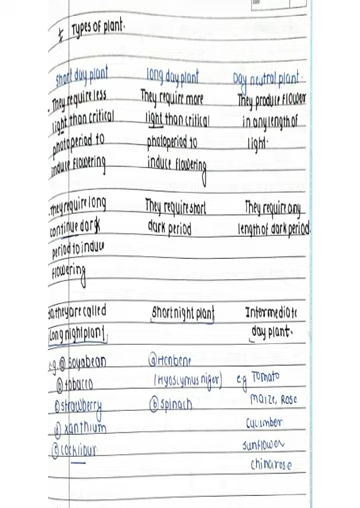 * Types of plant.
Short day plant
They require less
light than critical
photoperiod to
induce flowering
They require long
continue dark
period to induce
flowering
So, they are called
Long night plant.
eg. ⓐ Soyabean
ⓑ tobacco
ⓒ Strawberry
ⓓ Xanthium
ⓔ
long day plant
They require more
light than critical
photoperiod to
induce flowering
They require short
dark period
Short night plant
ⓐ Henbene
(Hyoscymus niger)
ⓑ Spinach
Day neutral plant.
They produce flower
in any length of
light.
They require any
length of dark period.
Intermediate
day plant.
eg Tomato
Maize, Rose
Cucumber
sunflower
chinarose